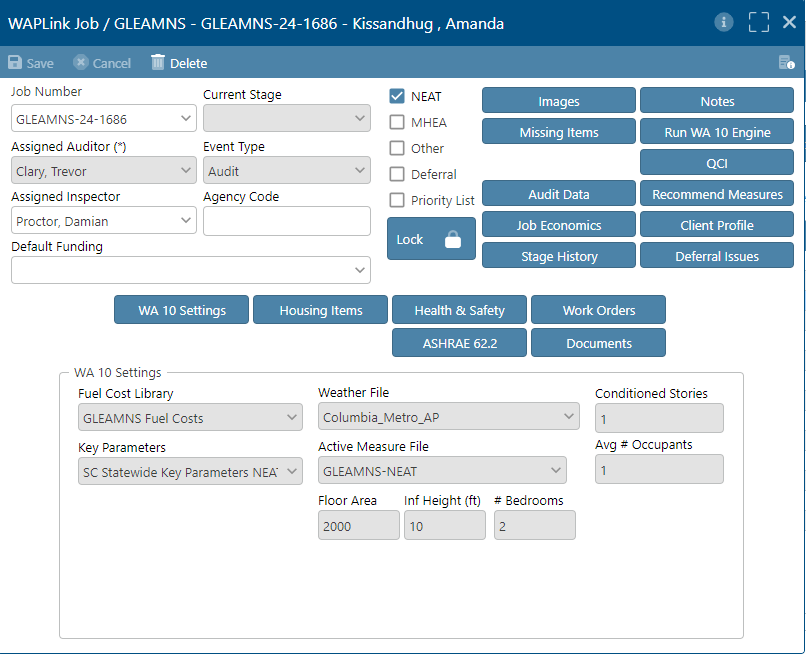 WAPLink Job / GLEAMNS - GLEAMNS-24-1686 - Kissandhug , Amanda
Save Cancel Delete
Job Number Current Stage
GLEAMNS-24-1686
Assigned Auditor (*) Event Type
Clary, Trevor Audit
Assigned Inspector Agency Code
Proctor, Damian
Default Funding
NEAT
MHEA
Other
Deferral
Priority List
Lock
Images Notes
Missing Items Run WA 10 Engine
QCI
Audit Data Recommend Measures
Job Economics Client Profile
Stage History Deferral Issues
WA 10 Settings Housing Items Health & Safety Work Orders
ASHRAE 62.2 Documents
WA 10 Settings
Fuel Cost Library Weather File Conditioned Stories
GLEAMNS Fuel Costs Columbia_Metro_AP 1
Key Parameters Active Measure File Avg # Occupants
SC Statewide Key Parameters NEA GLEAMNS-NEAT 1
Floor Area Inf Height (ft) # Bedrooms
2000 10 2